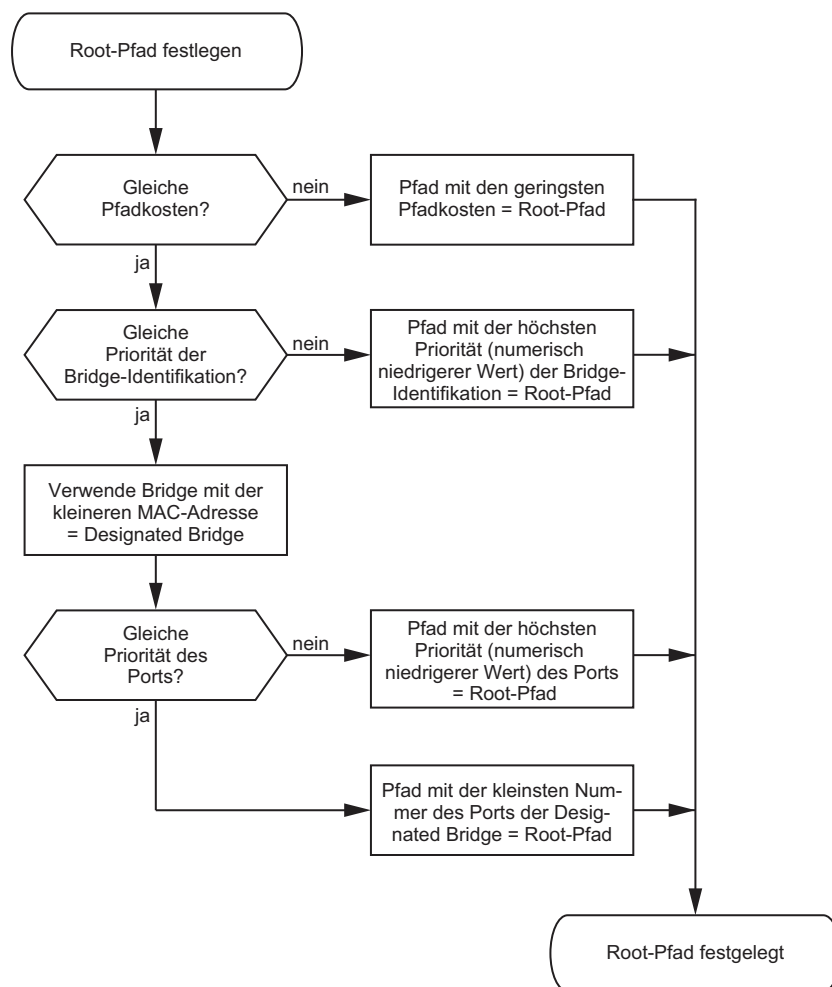 Root-Pfad festlegen
Gleiche
Pfadkosten?
nein
Pfad mit den geringsten
Pfadkosten = Root-Pfad
ja
Gleiche
Priorität der
Bridge-Identifikation?
nein
Pfad mit der höchsten
Priorität (numerisch
niedrigerer Wert) der Bridge-
Identifikation = Root-Pfad
ja
Verwende Bridge mit der
kleineren MAC-Adresse
= Designated Bridge
Gleiche
Priorität des
Ports?
nein
Pfad mit der höchsten
Priorität (numerisch
niedrigerer Wert) des Ports
= Root-Pfad
ja
Pfad mit der kleinsten Num-
mer des Ports der Desig-
nated Bridge = Root-Pfad
Root-Pfad festgelegt